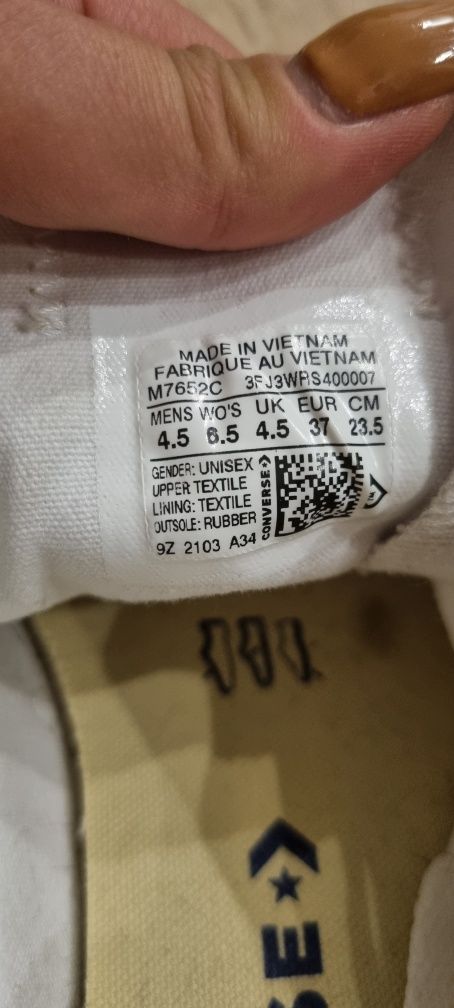 MADE IN VIETNAM
FABRIQUE AU VIETNAM
M7652C 3FJ3WRS400007
MENS WO'S UK EUR CM
4.5 6.5 4.5 37 23.5
GENDER: UNISEX
UPPER TEXTILE
LINING: TEXTILE
OUTSOLE: RUBBER
9Z 2103 A34
CONVERSE
SE